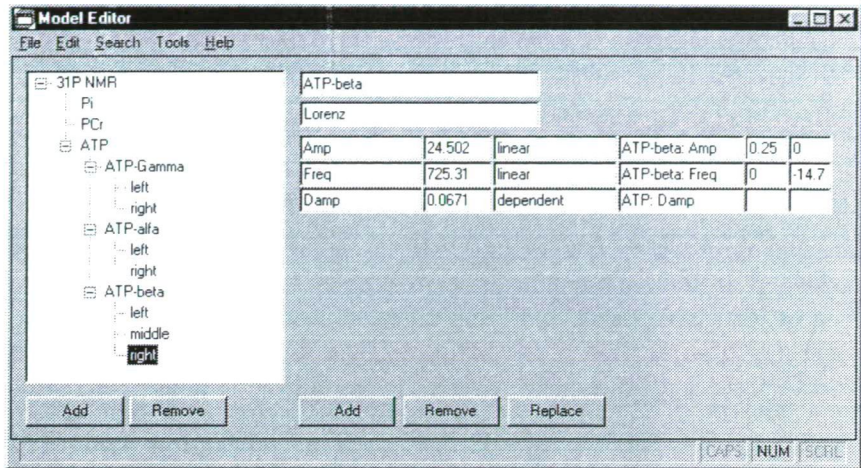 Model Editor
File Edit Search Tools Help
31P NMR
Pi
PCr
ATP
ATP-Gamma
left
right
ATP-alfa
left
right
ATP-beta
left
middle
right
Add Remove
ATP-beta
Lorenz
Amp 24.502 linear ATP-beta: Amp 0.25 0
Freq 725.31 linear ATP-beta: Freq 0 -14.7
Damp 0.0671 dependent ATP: Damp
Add Remove Replace
CAPS NUM SCRL